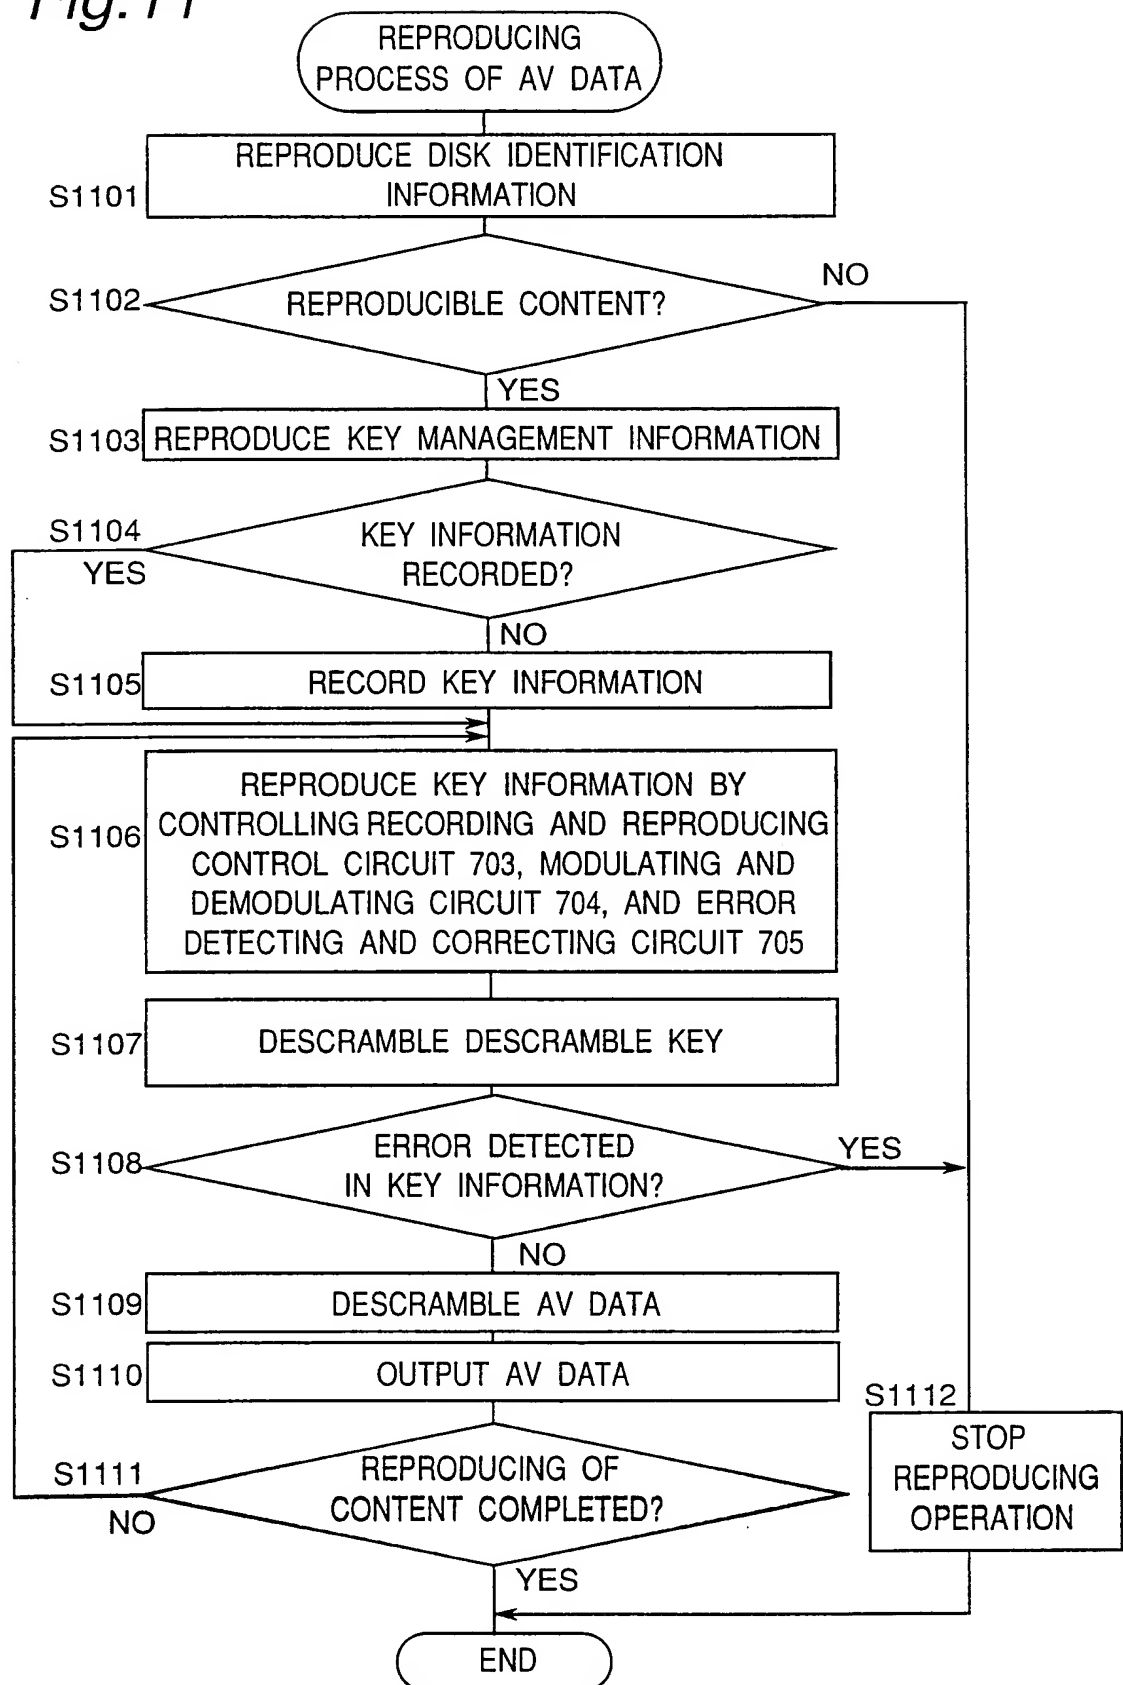 Fig. 11
REPRODUCING
PROCESS OF AV DATA
REPRODUCE DISK IDENTIFICATION
INFORMATION
S1101
NO
S1102
REPRODUCIBLE CONTENT?
YES
S1103
REPRODUCE KEY MANAGEMENT INFORMATION
S1104
KEY INFORMATION
RECORDED?
YES
NO
S1105
RECORD KEY INFORMATION
S1106
REPRODUCE KEY INFORMATION BY
CONTROLLING RECORDING AND REPRODUCING
CONTROL CIRCUIT 703, MODULATING AND
DEMODULATING CIRCUIT 704, AND ERROR
DETECTING AND CORRECTING CIRCUIT 705
S1107
DESCRAMBLE DESCRAMBLE KEY
S1108
ERROR DETECTED
IN KEY INFORMATION?
YES
NO
S1109
DESCRAMBLE AV DATA
S1110
OUTPUT AV DATA
S1112
STOP
REPRODUCING
OPERATION
S1111
REPRODUCING OF
CONTENT COMPLETED?
NO
YES
END